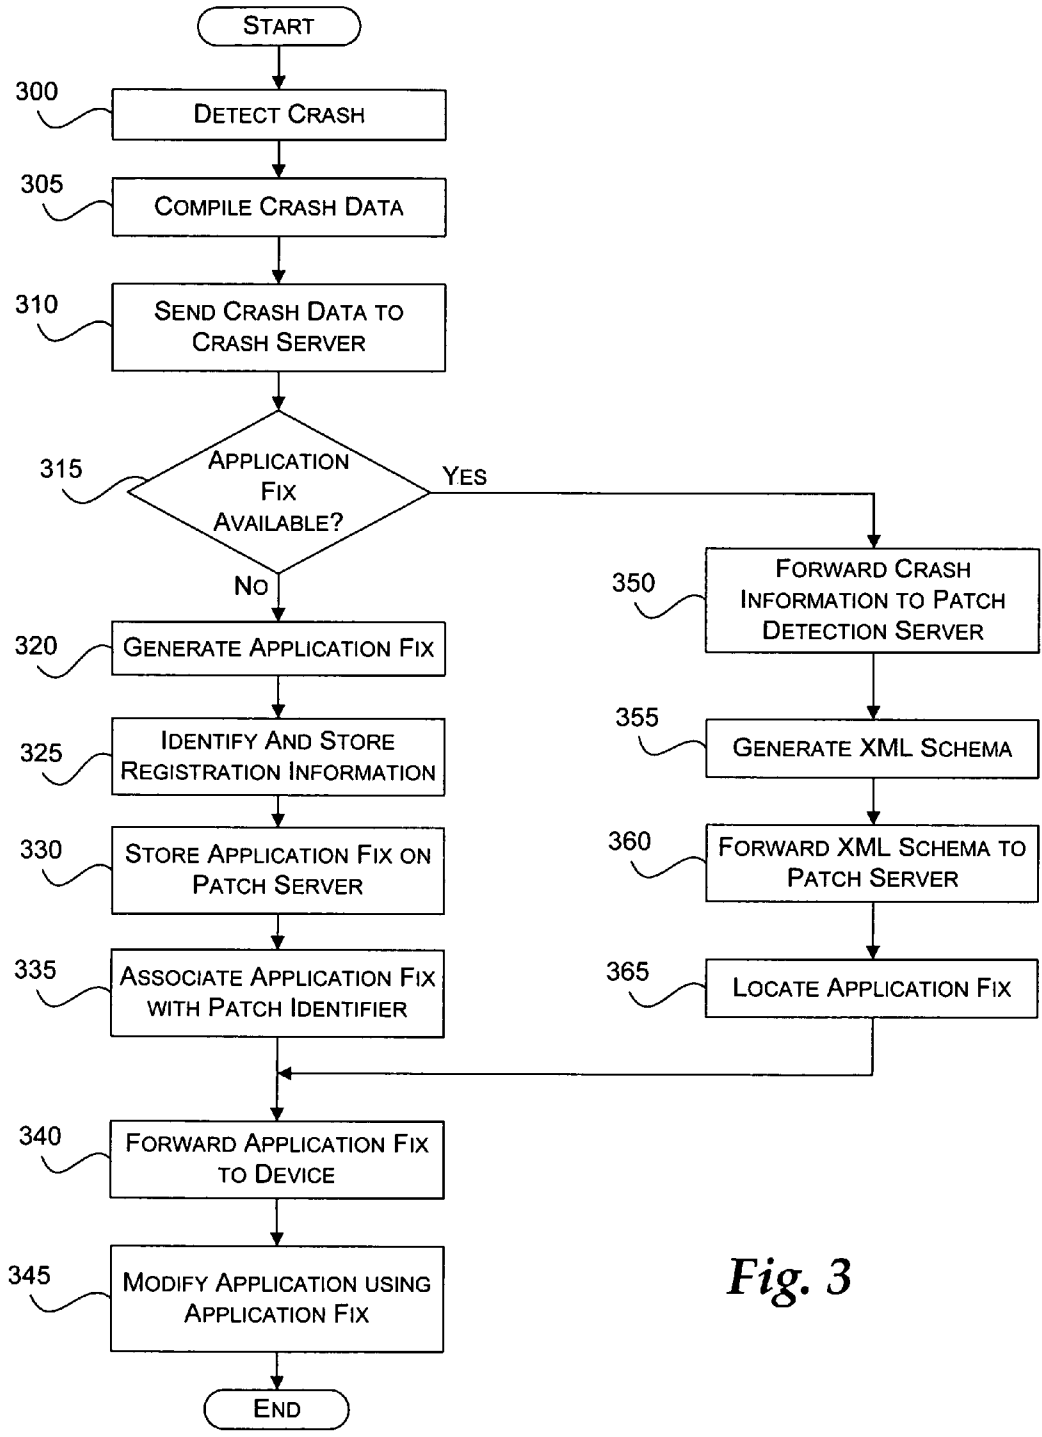 START
300
DETECT CRASH
305
COMPILE CRASH DATA
310
SEND CRASH DATA TO
CRASH SERVER
315
APPLICATION
FIX
AVAILABLE?
YES
NO
320
GENERATE APPLICATION FIX
325
IDENTIFY AND STORE
REGISTRATION INFORMATION
330
STORE APPLICATION FIX ON
PATCH SERVER
335
ASSOCIATE APPLICATION FIX
WITH PATCH IDENTIFIER
350
FORWARD CRASH
INFORMATION TO PATCH
DETECTION SERVER
355
GENERATE XML SCHEMA
360
FORWARD XML SCHEMA TO
PATCH SERVER
365
LOCATE APPLICATION FIX
340
FORWARD APPLICATION FIX
TO DEVICE
345
MODIFY APPLICATION USING
APPLICATION FIX
END
Fig. 3